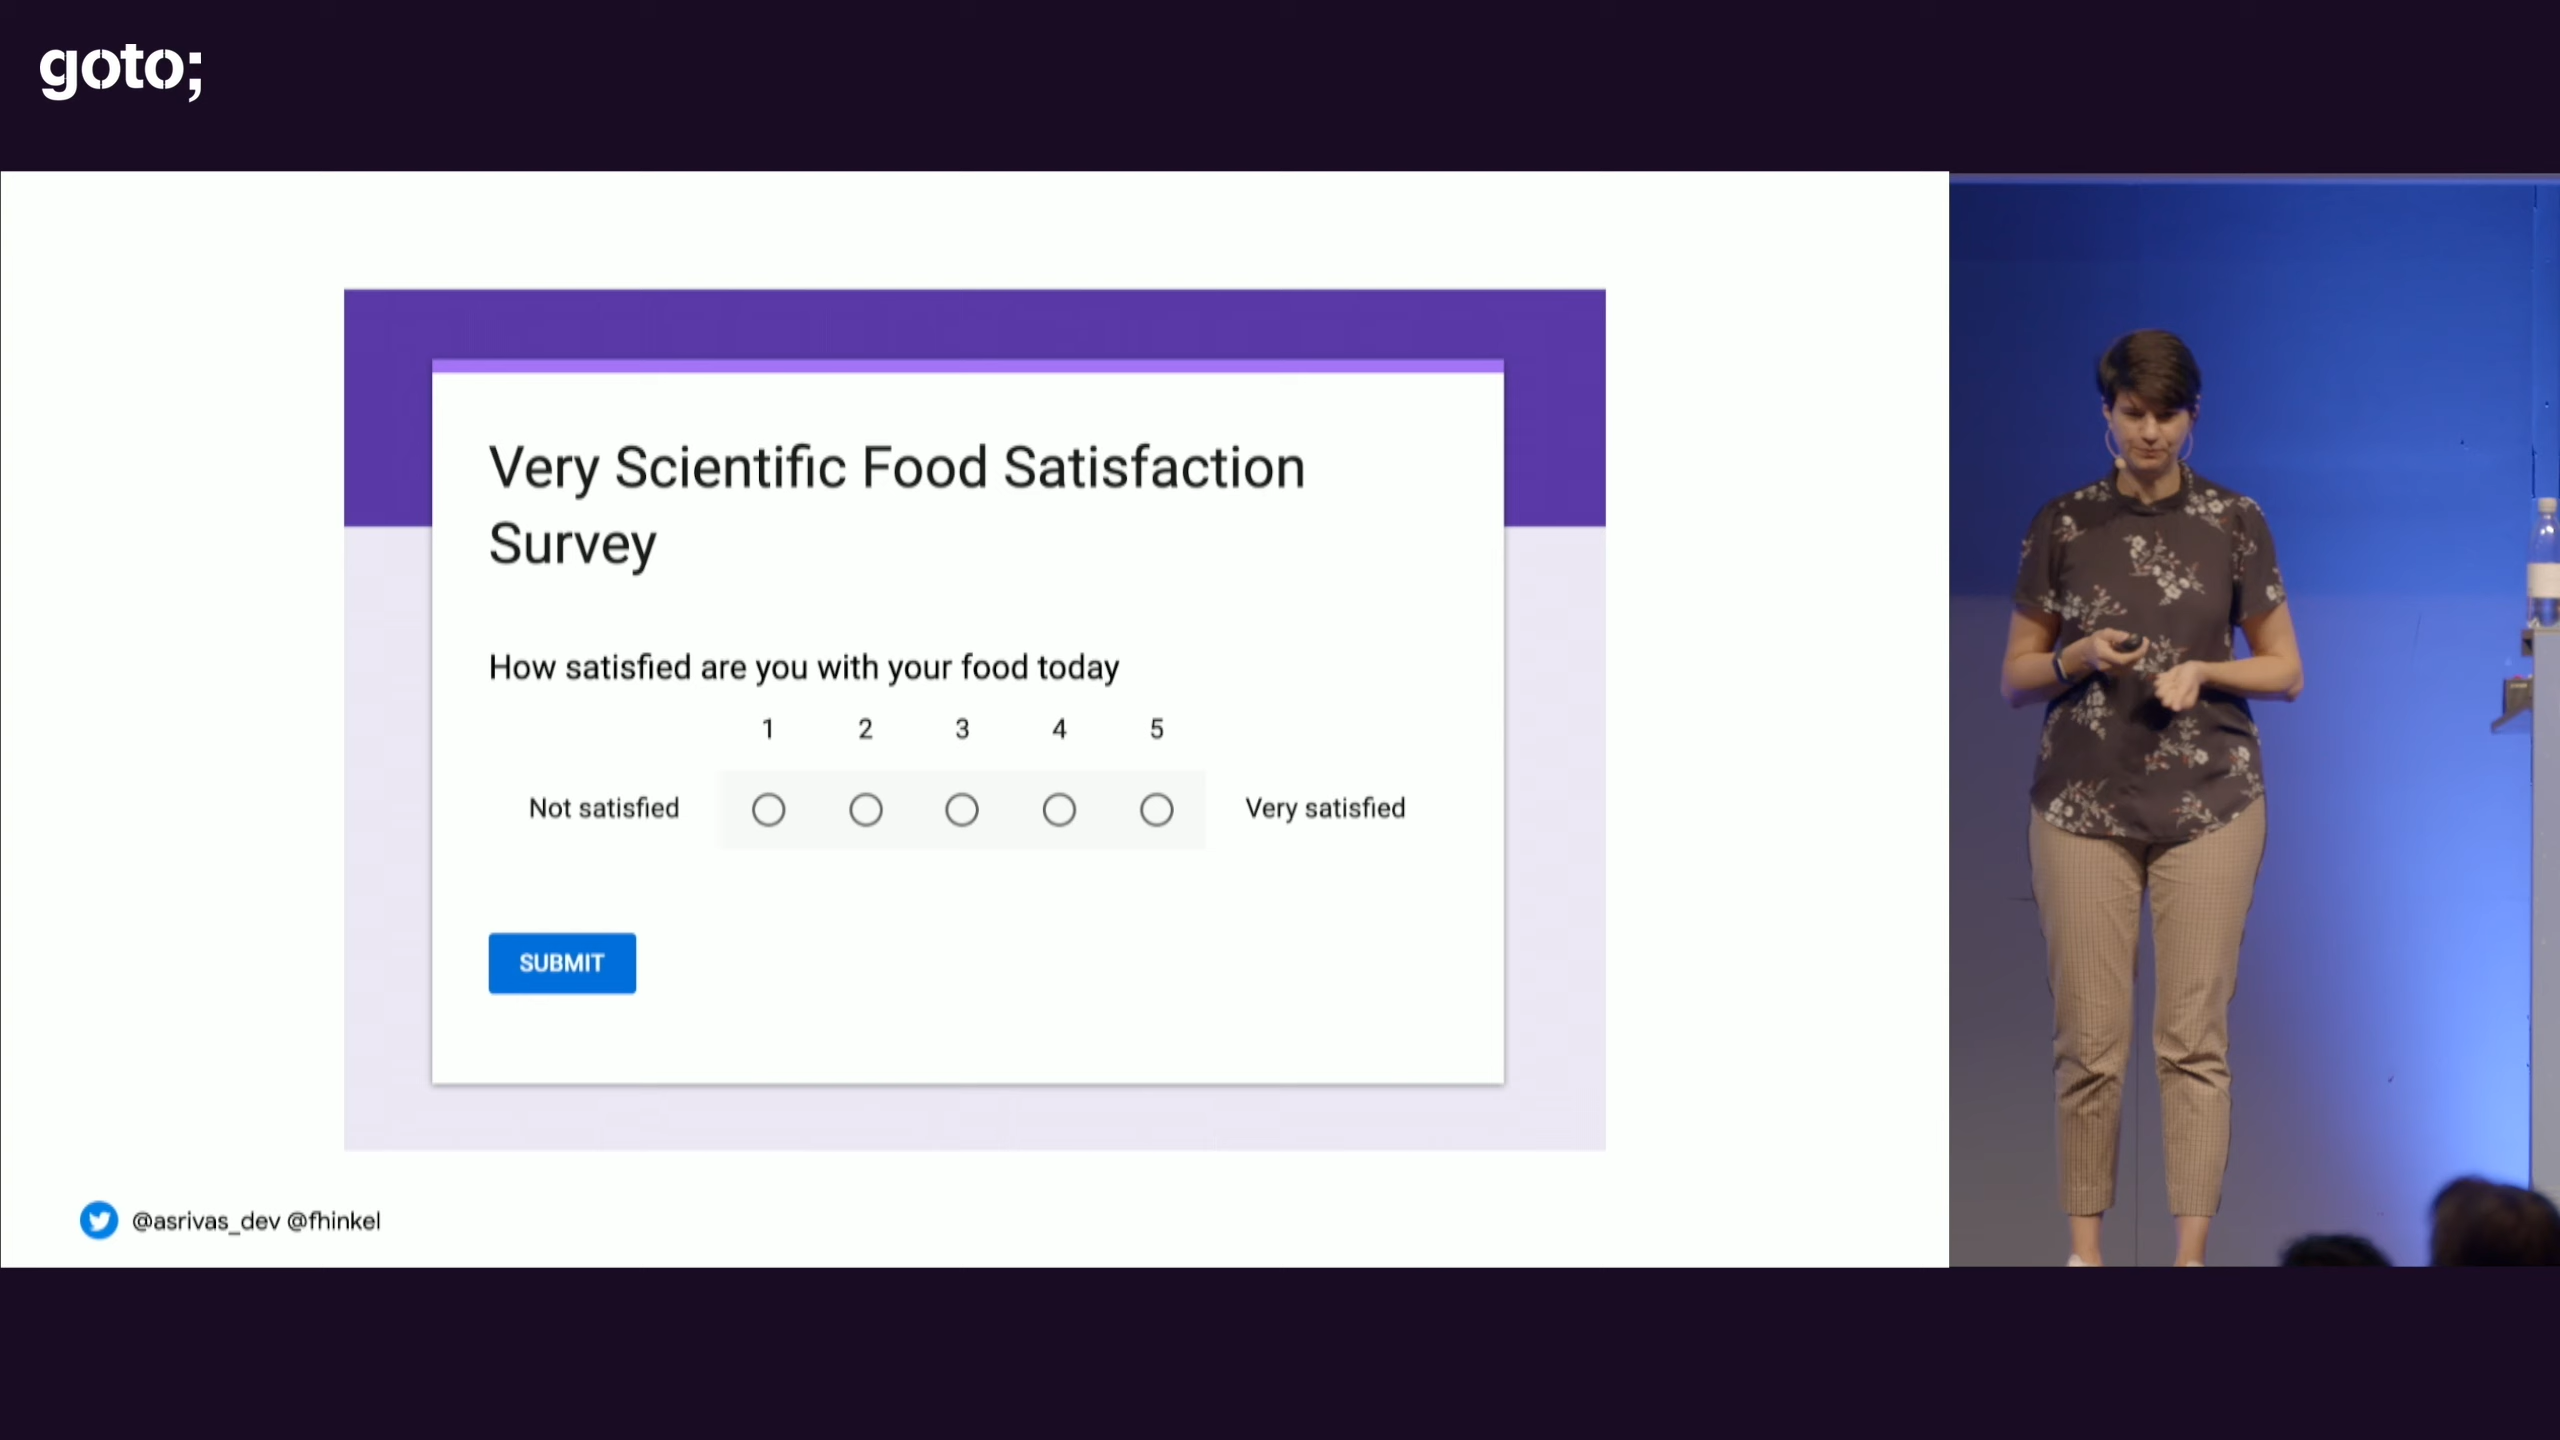 goto;
Very Scientific Food Satisfaction
Survey
How satisfied are you with your food today
1 2 3 4 5
Not satisfied Very satisfied
SUBMIT
@asrivas_dev @fhinkel